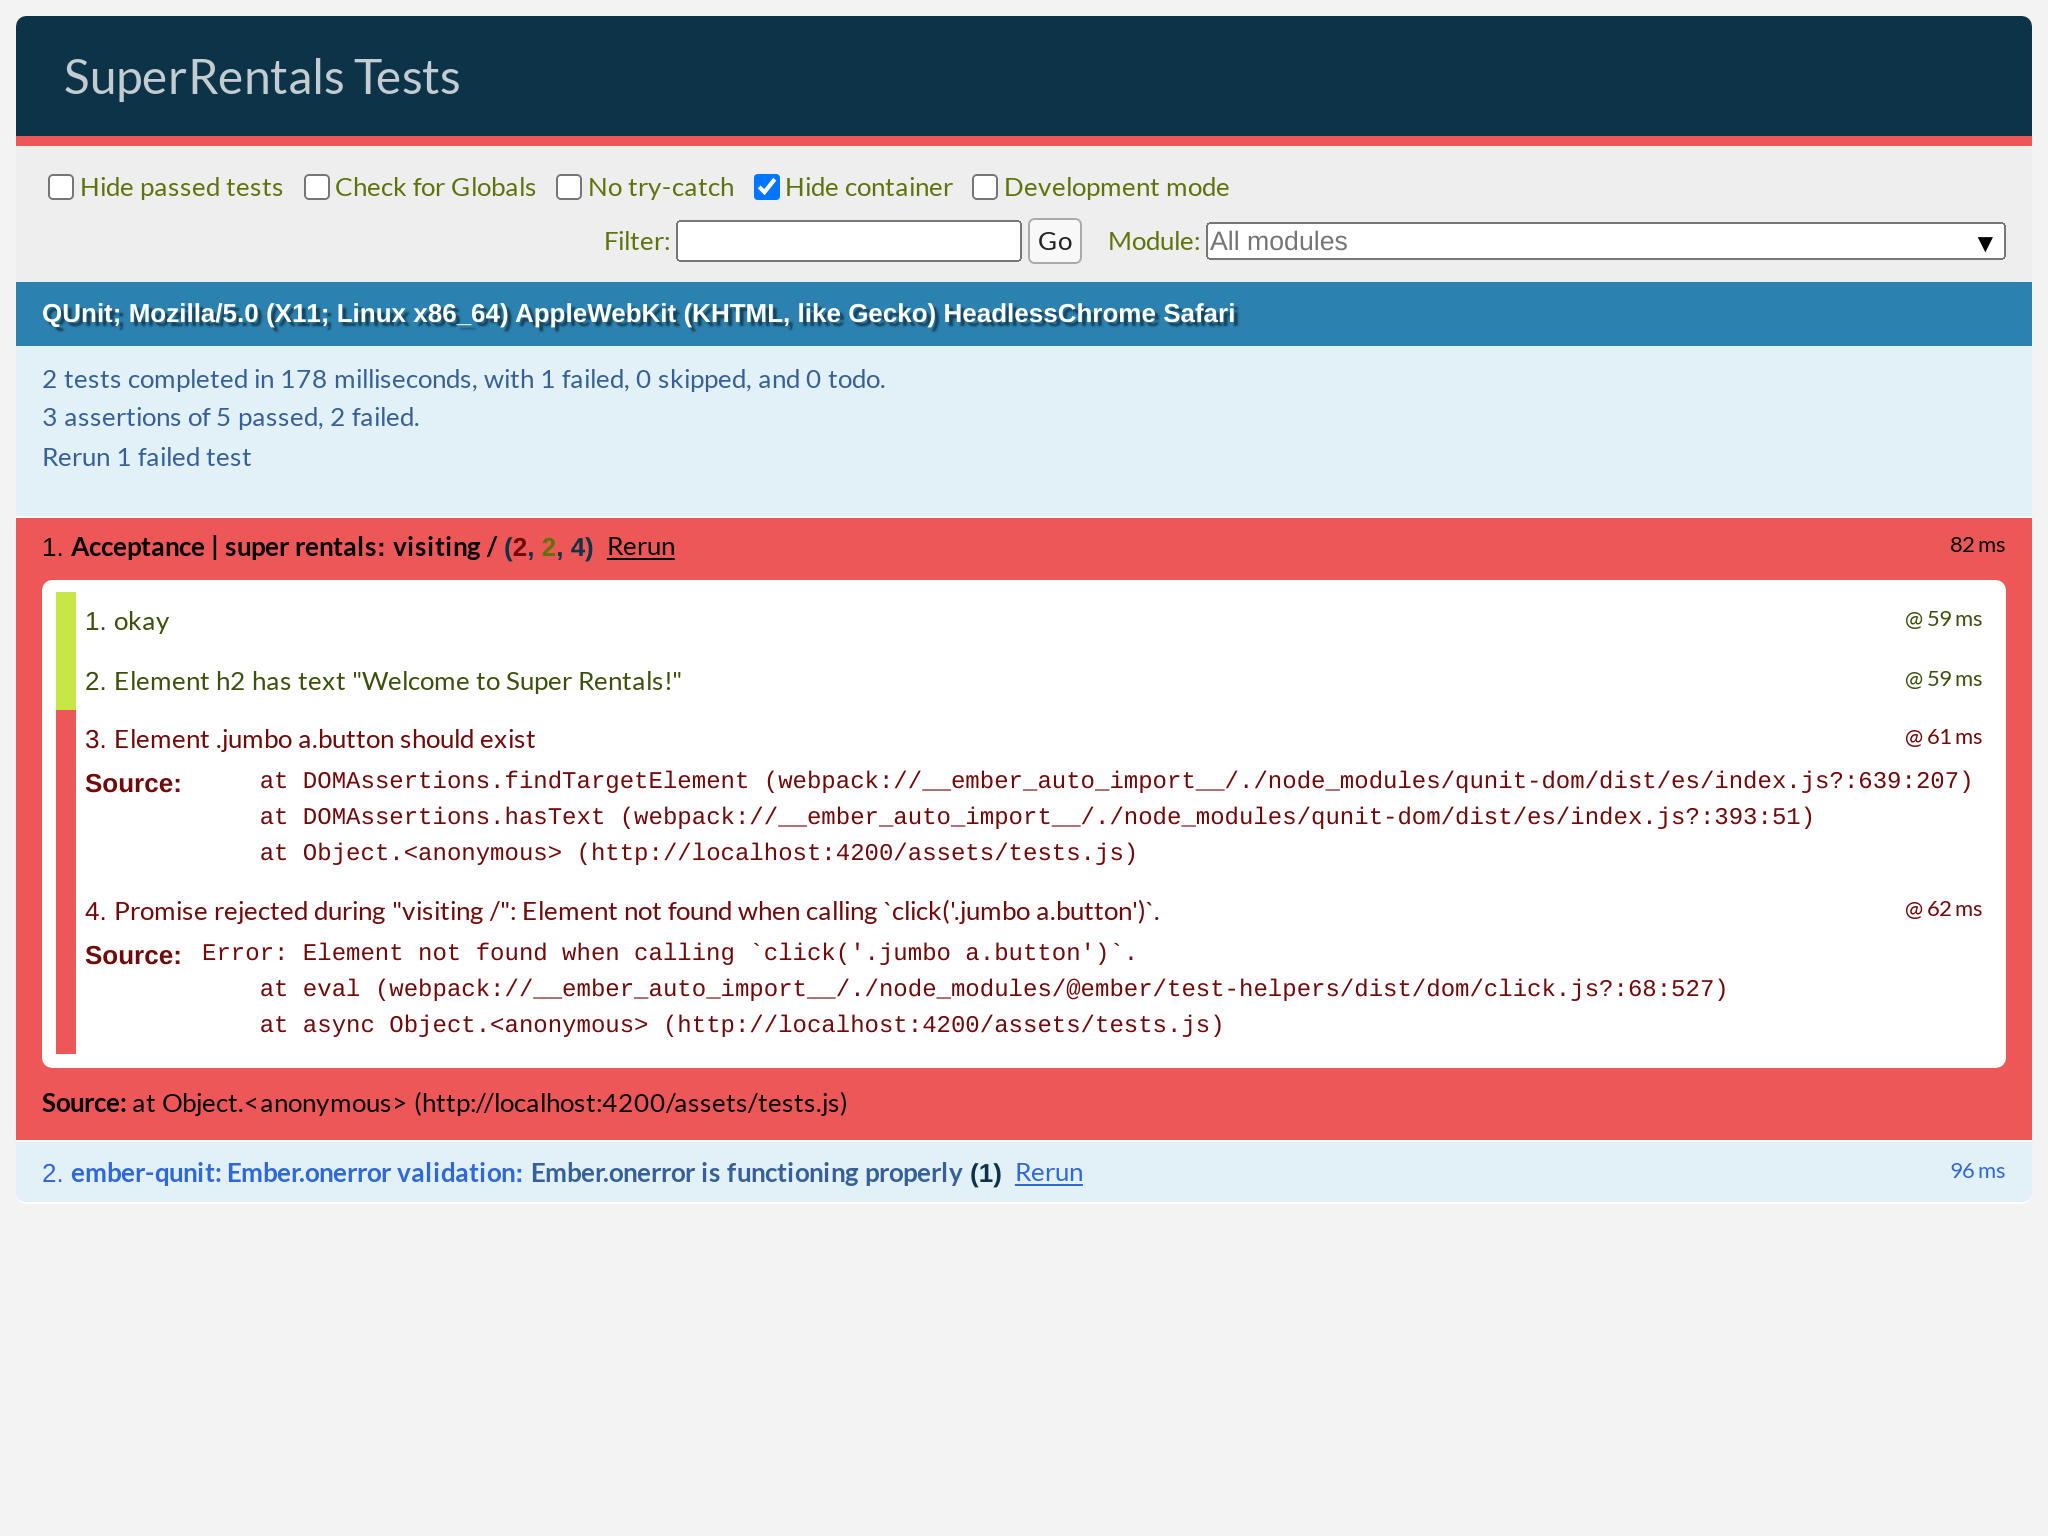 SuperRentals Tests
Hide passed tests Check for Globals No try-catch Hide container Development mode
Filter: Go Module: All modules ▼
QUnit; Mozilla/5.0 (X11; Linux x86_64) AppleWebKit (KHTML, like Gecko) HeadlessChrome Safari
2 tests completed in 178 milliseconds, with 1 failed, 0 skipped, and 0 todo.
3 assertions of 5 passed, 2 failed.
Rerun 1 failed test
1. Acceptance | super rentals: visiting / (2, 2, 4) Rerun 82 ms
1. okay @ 59 ms
2. Element h2 has text "Welcome to Super Rentals!" @ 59 ms
3. Element .jumbo a.button should exist @ 61 ms
Source: at DOMAssertions.findTargetElement (webpack://__ember_auto_import__/./node_modules/qunit-dom/dist/es/index.js?:639:207)
at DOMAssertions.hasText (webpack://__ember_auto_import__/./node_modules/qunit-dom/dist/es/index.js?:393:51)
at Object.<anonymous> (http://localhost:4200/assets/tests.js)
4. Promise rejected during "visiting /": Element not found when calling `click('.jumbo a.button')`. @ 62 ms
Source: Error: Element not found when calling `click('.jumbo a.button')`.
at eval (webpack://__ember_auto_import__/./node_modules/@ember/test-helpers/dist/dom/click.js?:68:527)
at async Object.<anonymous> (http://localhost:4200/assets/tests.js)
Source: at Object.<anonymous> (http://localhost:4200/assets/tests.js)
2. ember-qunit: Ember.onerror validation: Ember.onerror is functioning properly (1) Rerun 96 ms